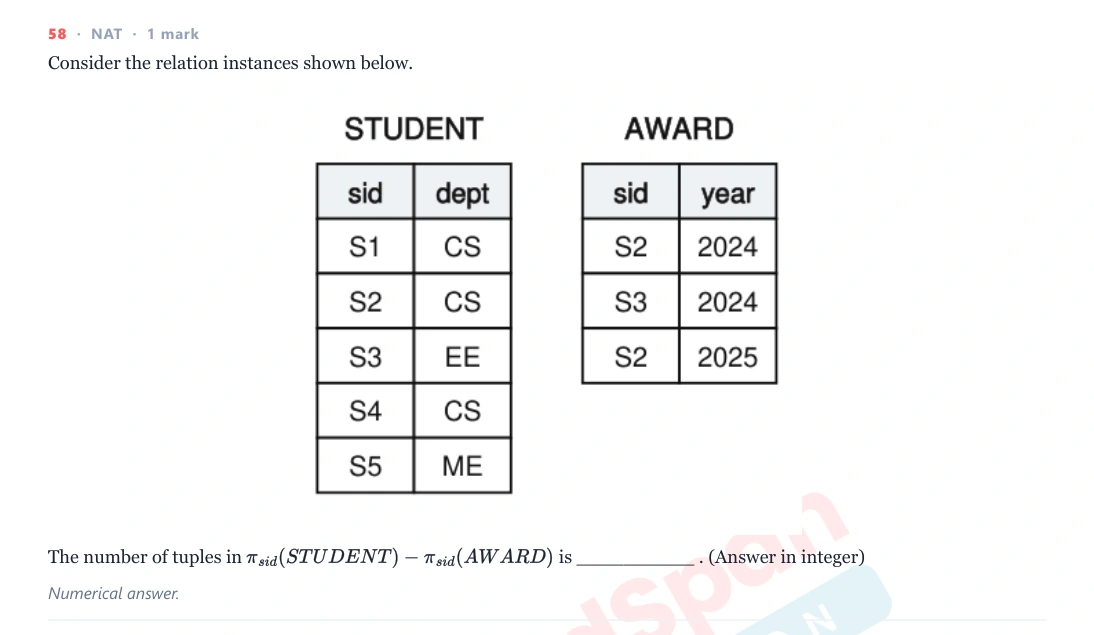 58 · NAT · 1 mark
Consider the relation instances shown below.
STUDENT AWARD
sid dept sid year
S1 CS S2 2024
S2 CS S3 2024
S3 EE S2 2025
S4 CS
S5 ME
The number of tuples in π_sid(STUDENT) − π_sid(AWARD) is ____________ . (Answer in integer)
Numerical answer.